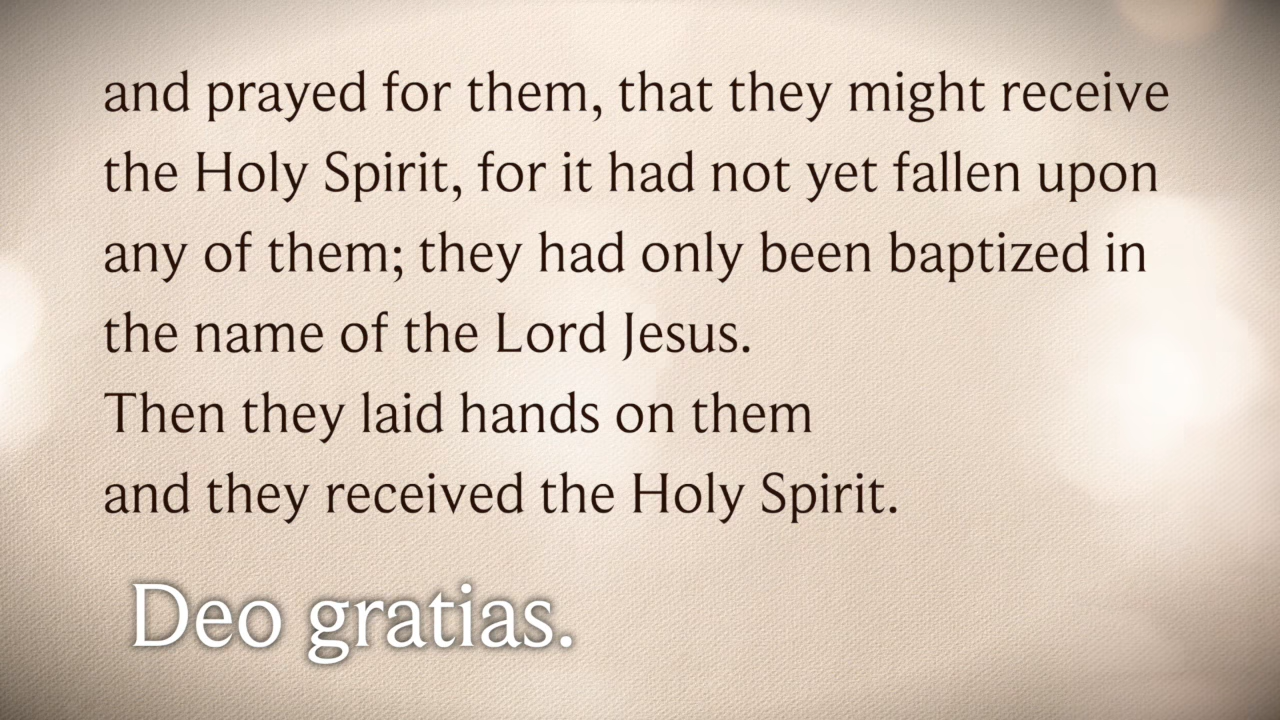 and prayed for them, that they might receive
the Holy Spirit, for it had not yet fallen upon
any of them; they had only been baptized in
the name of the Lord Jesus.
Then they laid hands on them
and they received the Holy Spirit.
Deo gratias.